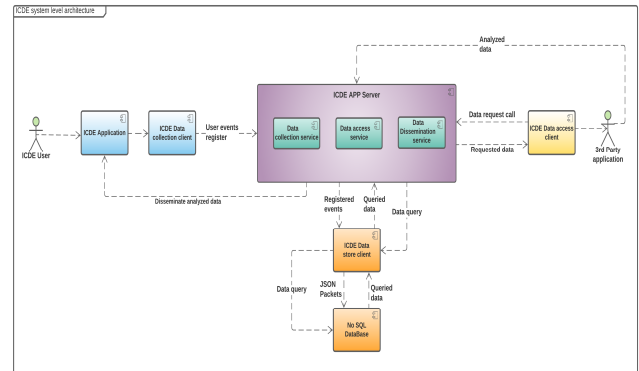 ICDE system level architecture
Analyzed
data
ICDE APP Server
ICDE User
ICDE Application
ICDE Data
collection client
User events
register
Data
collection service
Data access
service
Data
Dissemination
service
Data request call
Requested data
ICDE Data access
client
3rd Party
application
Disseminate analyzed data
Registered
events
Queried
data
Data query
ICDE Data
store client
Data query
JSON
Packets
Queried
data
No SQL
DataBase